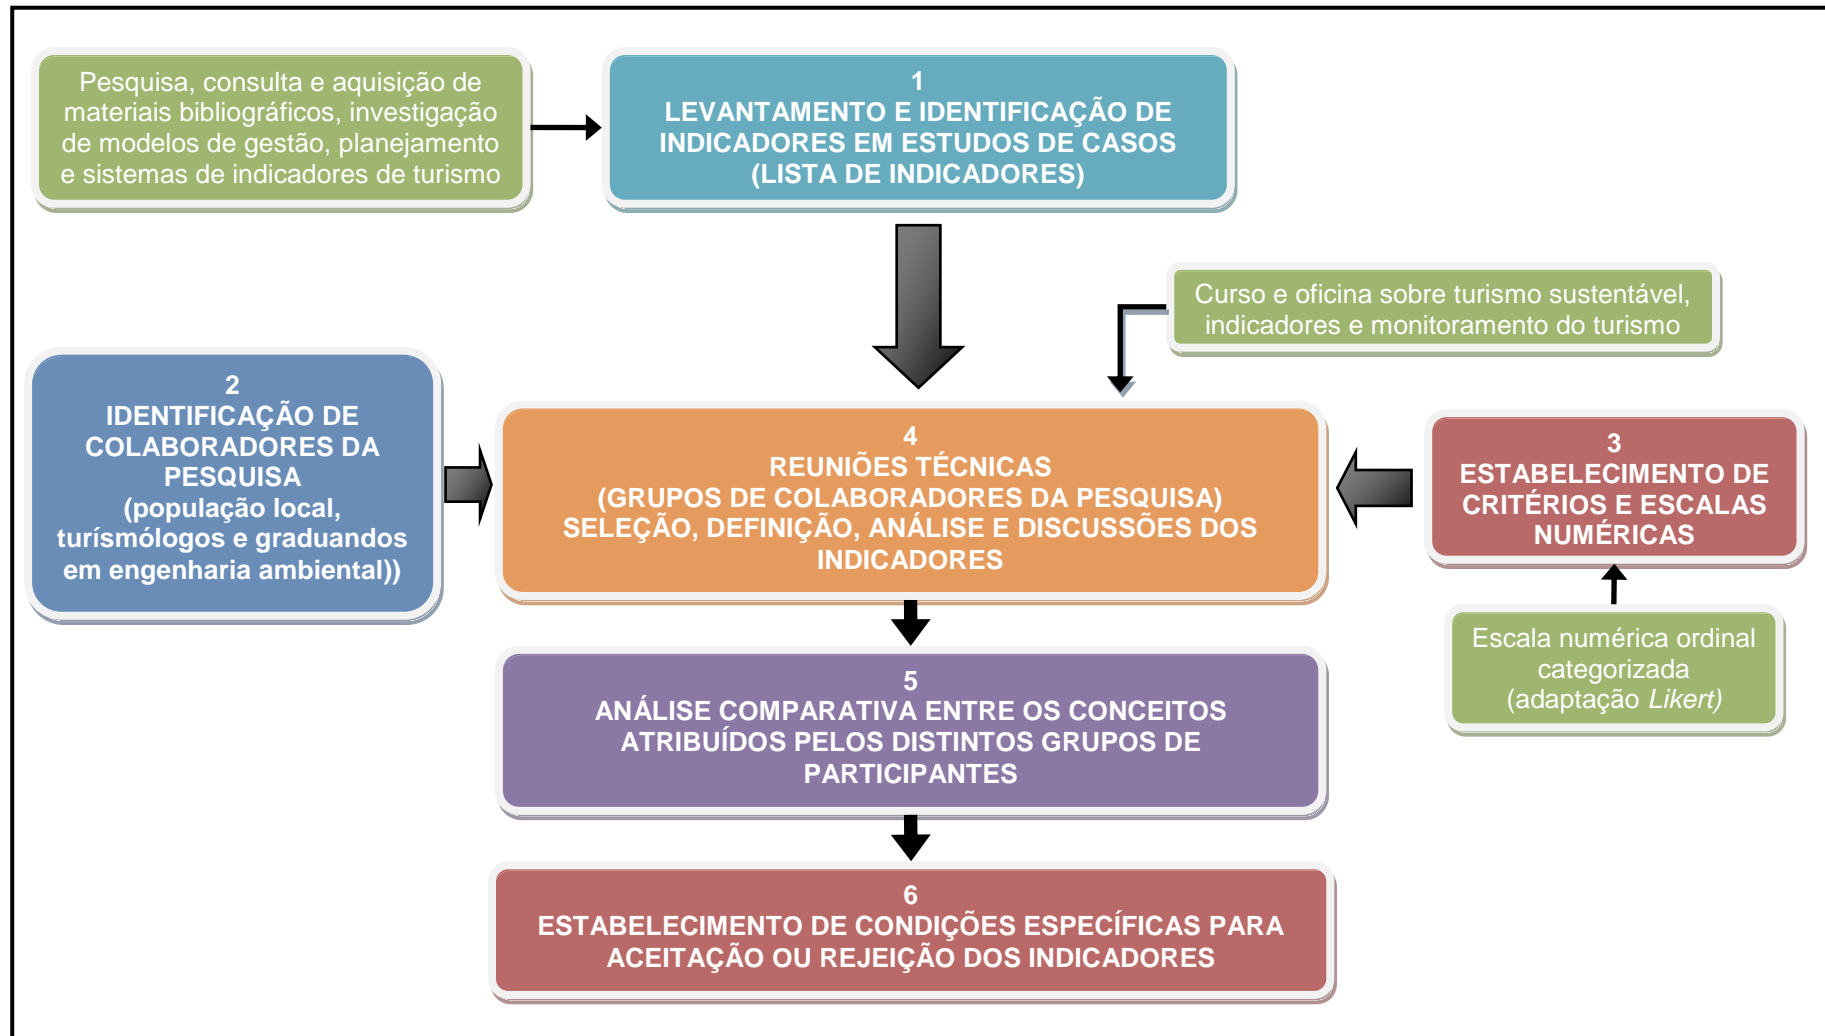 Pesquisa, consulta e aquisição de
materiais bibliográficos, investigação
de modelos de gestão, planejamento
e sistemas de indicadores de turismo
1
LEVANTAMENTO E IDENTIFICAÇÃO DE
INDICADORES EM ESTUDOS DE CASOS
(LISTA DE INDICADORES)
Curso e oficina sobre turismo sustentável,
indicadores e monitoramento do turismo
2
IDENTIFICAÇÃO DE
COLABORADORES DA
PESQUISA
(população local,
turísmólogos e graduandos
em engenharia ambiental))
4
REUNIÕES TÉCNICAS
(GRUPOS DE COLABORADORES DA PESQUISA)
SELEÇÃO, DEFINIÇÃO, ANÁLISE E DISCUSSÕES DOS
INDICADORES
3
ESTABELECIMENTO DE
CRITÉRIOS E ESCALAS
NUMÉRICAS
Escala numérica ordinal
categorizada
(adaptação Likert)
5
ANÁLISE COMPARATIVA ENTRE OS CONCEITOS
ATRIBUÍDOS PELOS DISTINTOS GRUPOS DE
PARTICIPANTES
6
ESTABELECIMENTO DE CONDIÇÕES ESPECÍFICAS PARA
ACEITAÇÃO OU REJEIÇÃO DOS INDICADORES